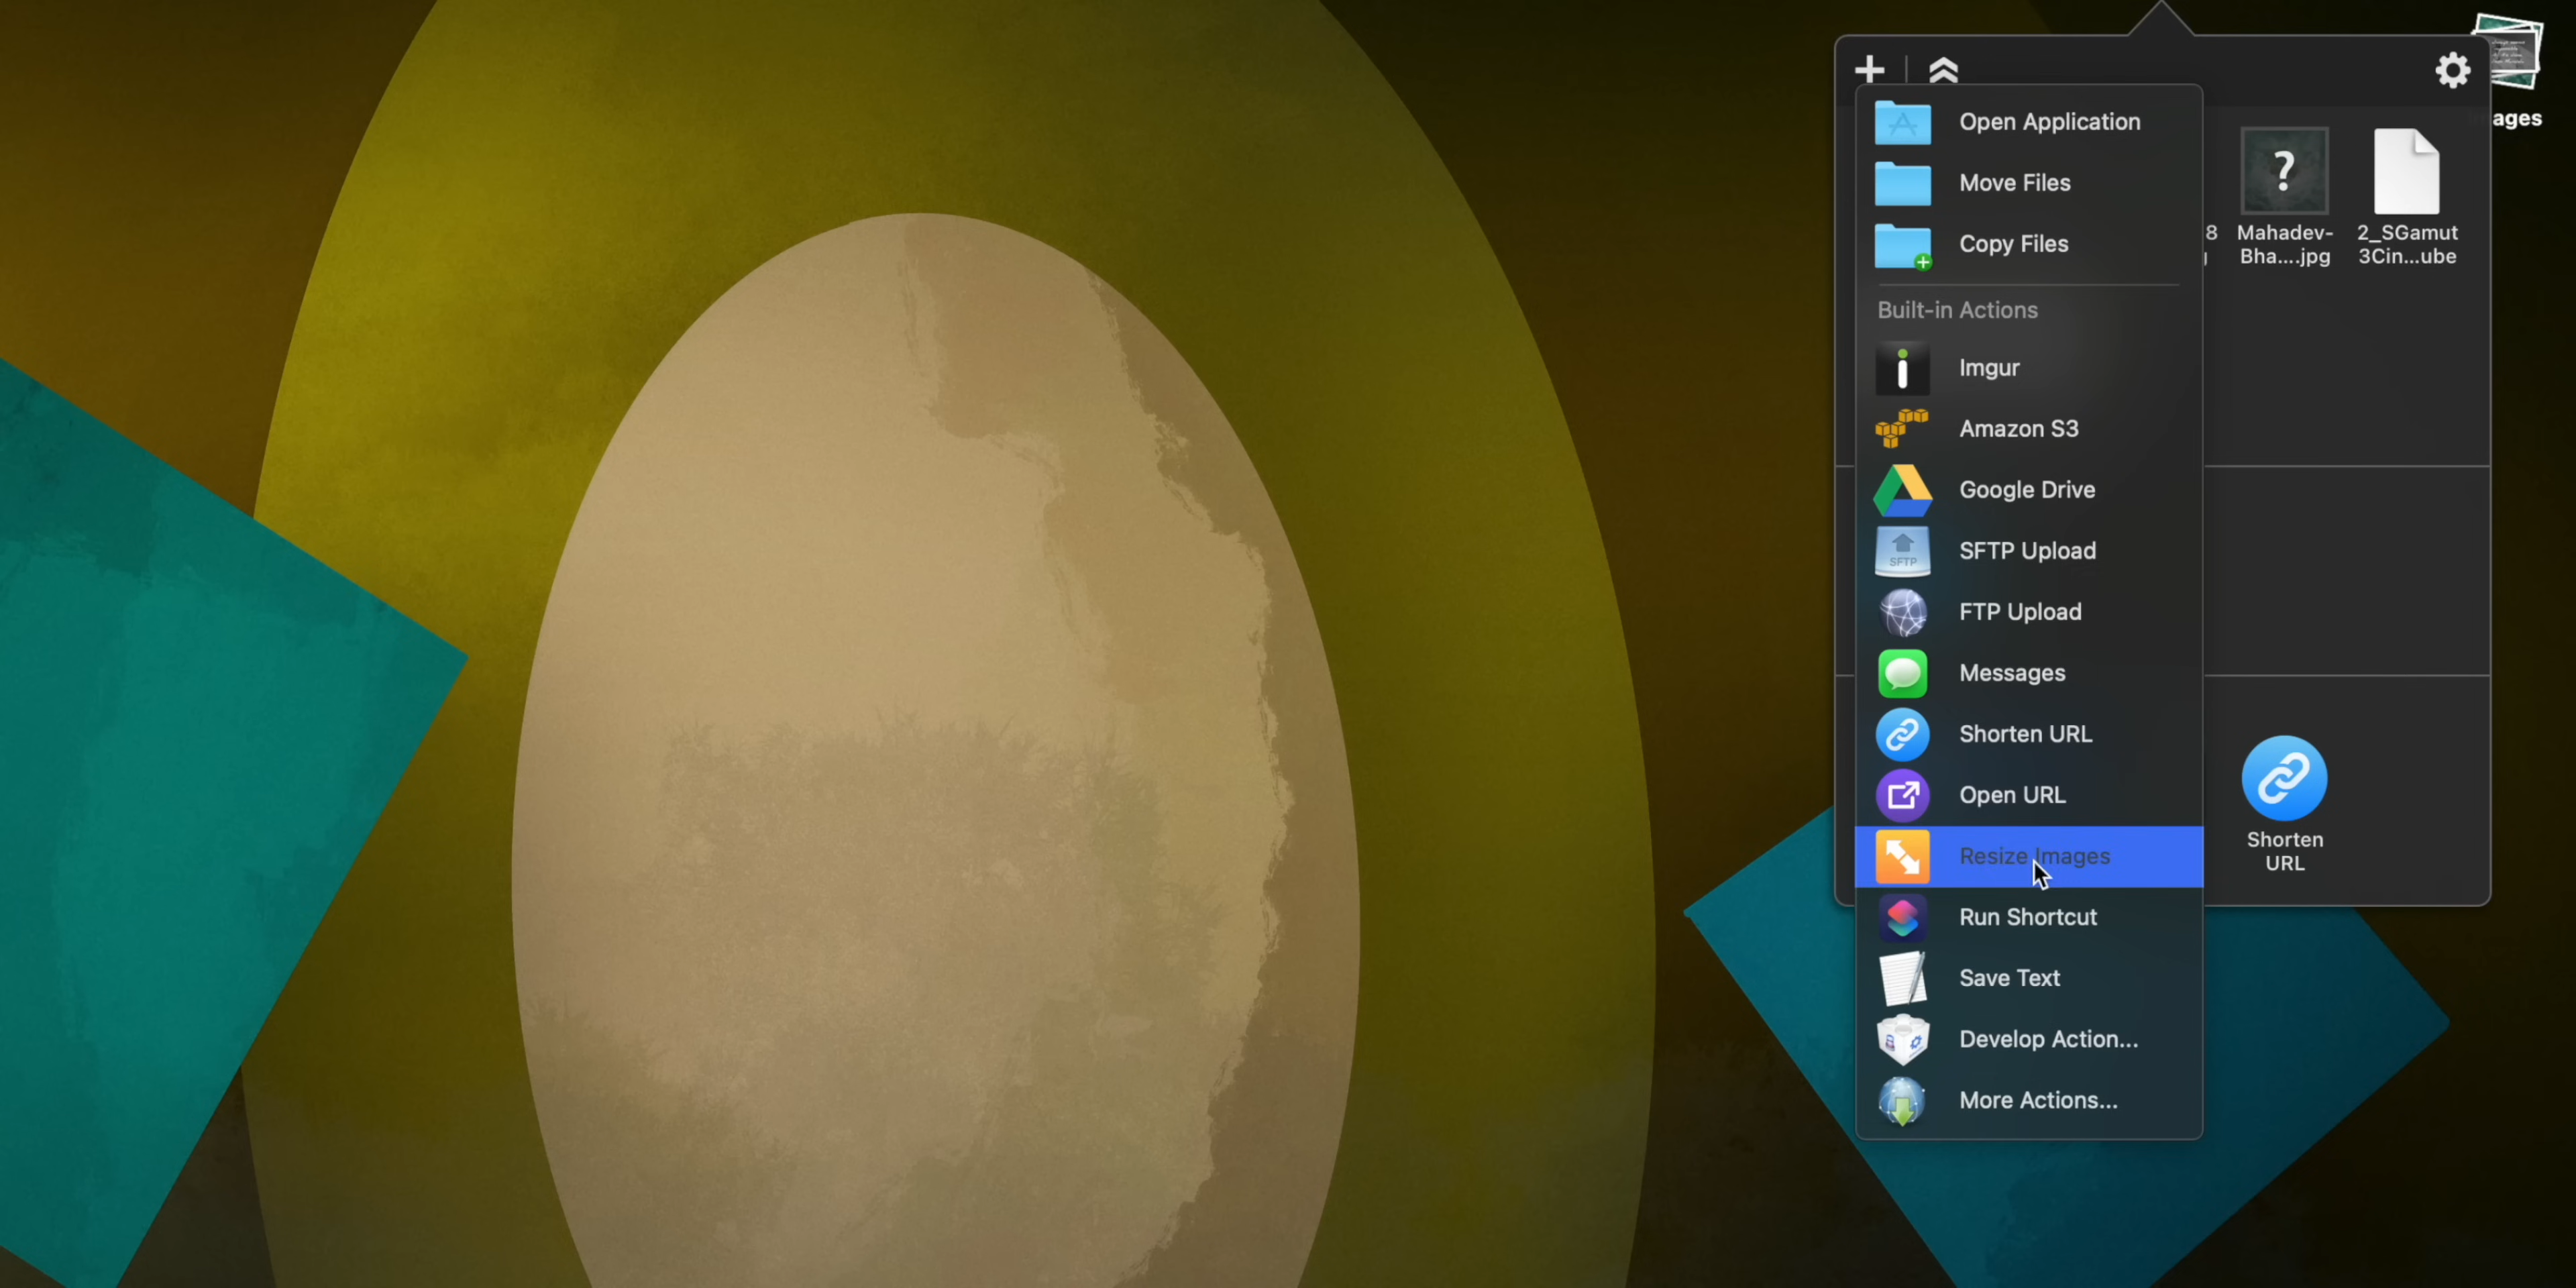 ages
Open Application
Move Files
Copy Files
Built-in Actions
Imgur
Amazon S3
Google Drive
SFTP
SFTP Upload
FTP Upload
Messages
Shorten URL
Open URL
Resize Images
Run Shortcut
Save Text
Develop Action...
More Actions...
8
?
Mahadev-
Bha....jpg
2_SGamut
3Cin...ube
Shorten
URL